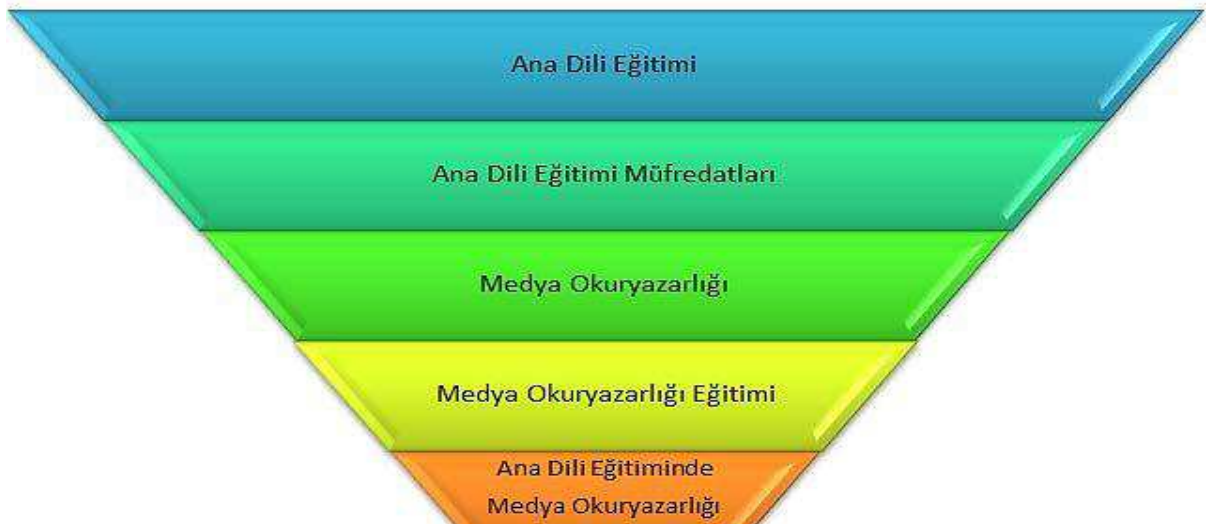 Ana Dili Eğitimi
Ana Dili Eğitimi Müfredatları
Medya Okuryazarlığı
Medya Okuryazarlığı Eğitimi
Ana Dili Eğitiminde
Medya Okuryazarlığı